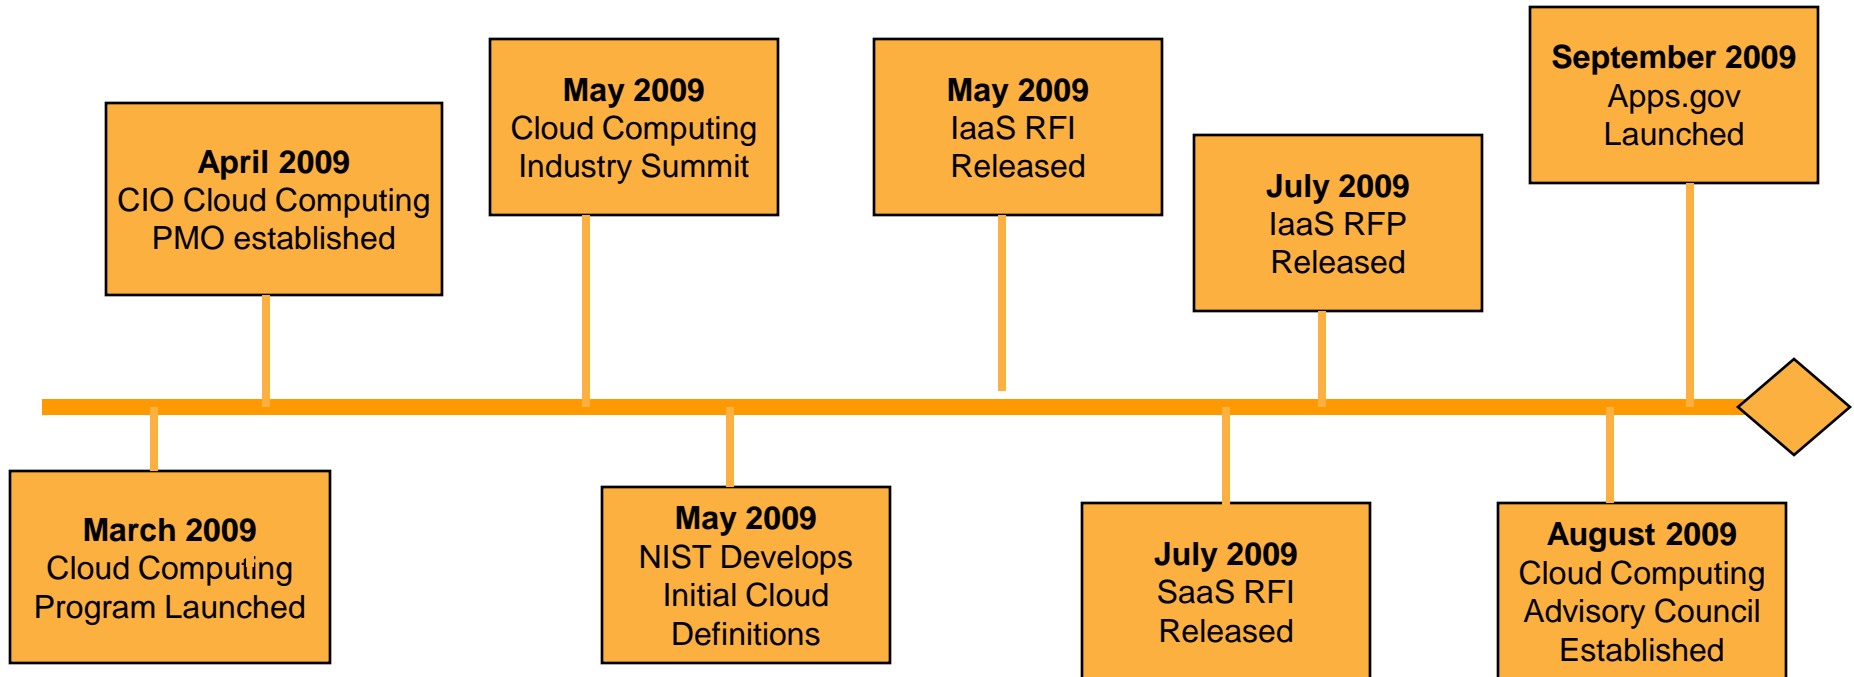 March 2009
Cloud Computing
Program Launched
April 2009
CIO Cloud Computing
PMO established
May 2009
Cloud Computing
Industry Summit
May 2009
NIST Develops
Initial Cloud
Definitions
May 2009
IaaS RFI
Released
July 2009
SaaS RFI
Released
July 2009
IaaS RFP
Released
August 2009
Cloud Computing
Advisory Council
Established
September 2009
Apps.gov
Launched